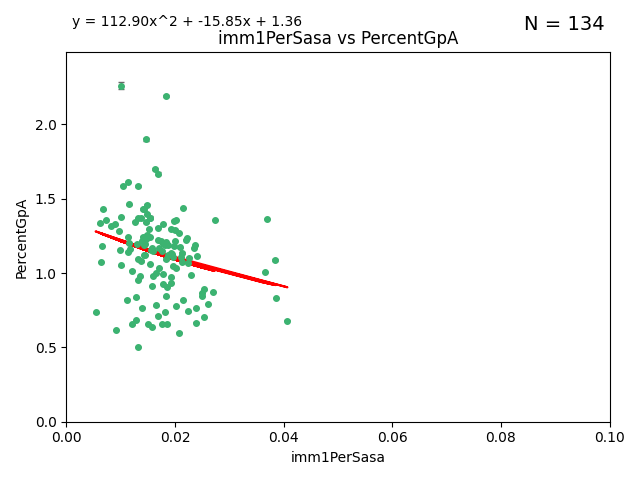 y = 112.90x^2 + -15.85x + 1.36
N = 134
imm1PerSasa vs PercentGpA
PercentGpA
2.0
1.5
1.0
0.5
0.0
0.00 0.02 0.04 0.06 0.08 0.10
imm1PerSasa